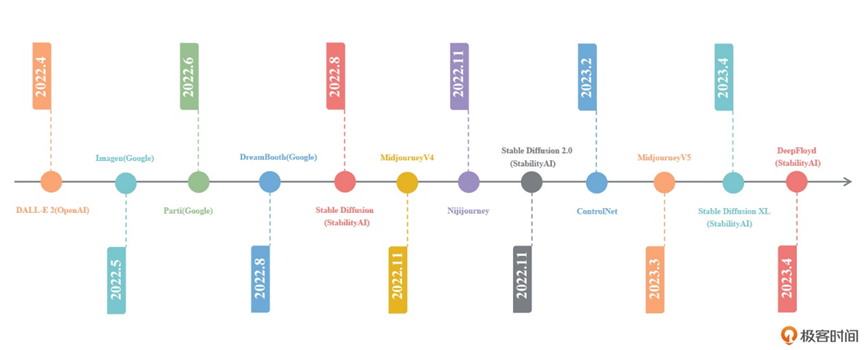 2022.4
DALL-E 2(OpenAI)
Imagen(Google)
2022.5
2022.6
Parti(Google)
DreamBooth(Google)
2022.8
2022.8
Stable Diffusion
(StabilityAI)
MidjourneyV4
2022.11
2022.11
Nijijourney
Stable Diffusion 2.0
(StabilityAI)
2022.11
2023.2
ControlNet
MidjourneyV5
2023.3
2023.4
Stable Diffusion XL
(StabilityAI)
DeepFloyd
(StabilityAI)
2023.4
极客时间